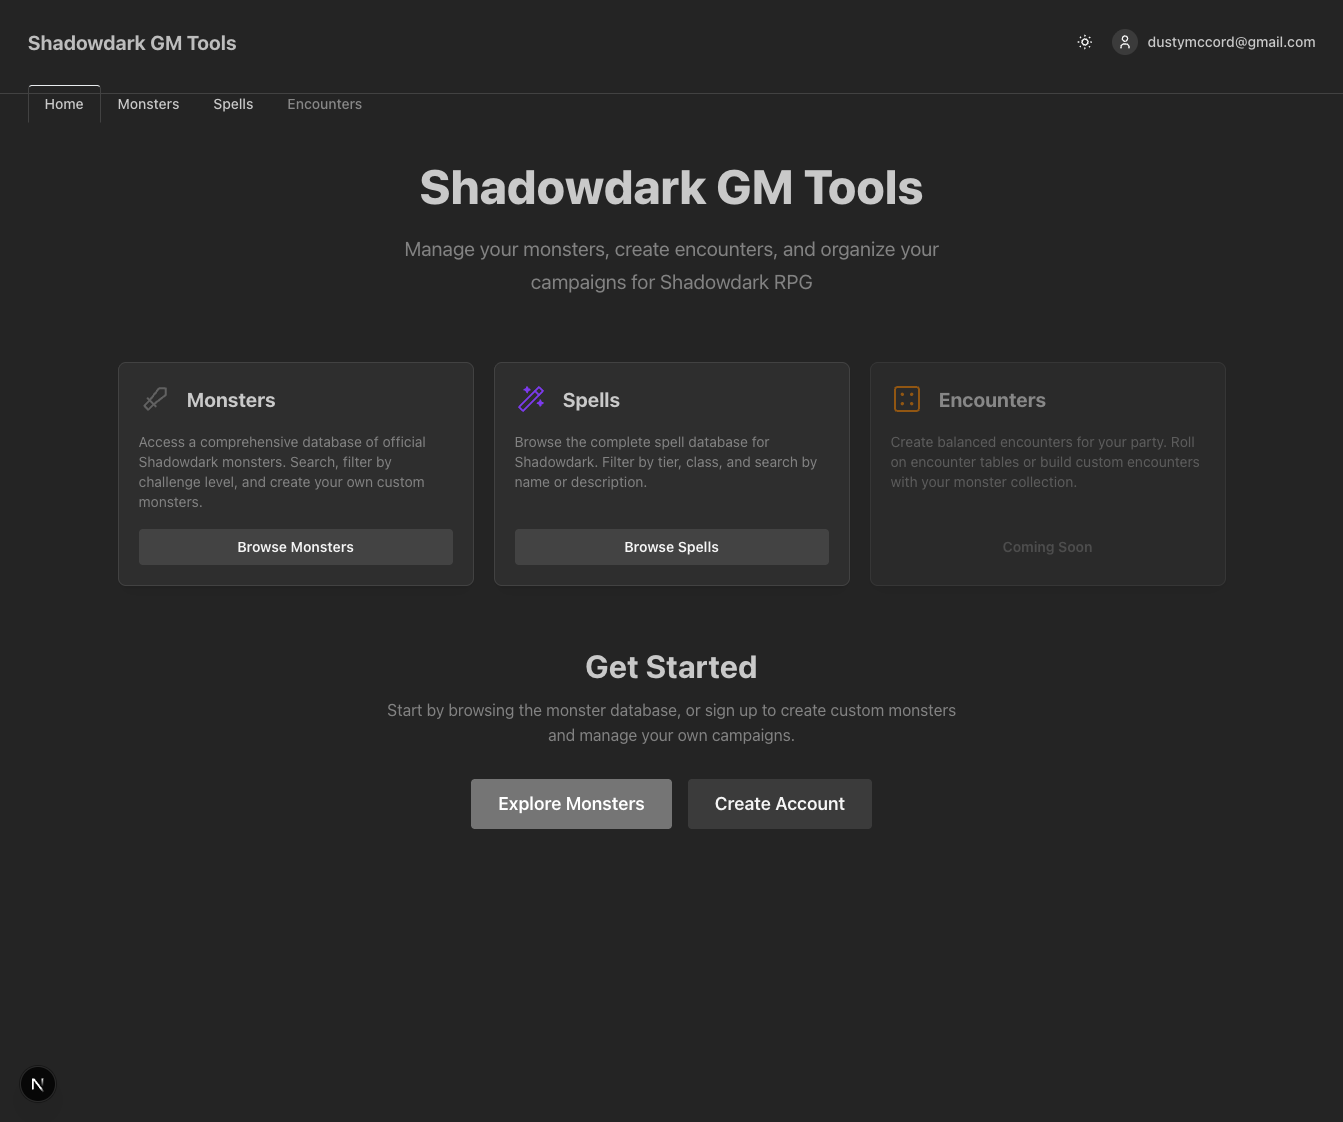 Shadowdark GM Tools
dustymccord@gmail.com
Home
Monsters
Spells
Encounters
Shadowdark GM Tools
Manage your monsters, create encounters, and organize your
campaigns for Shadowdark RPG
Monsters
Access a comprehensive database of official
Shadowdark monsters. Search, filter by
challenge level, and create your own custom
monsters.
Browse Monsters
Spells
Browse the complete spell database for
Shadowdark. Filter by tier, class, and search by
name or description.
Browse Spells
Encounters
Create balanced encounters for your party. Roll
on encounter tables or build custom encounters
with your monster collection.
Coming Soon
Get Started
Start by browsing the monster database, or sign up to create custom monsters
and manage your own campaigns.
Explore Monsters
Create Account
N